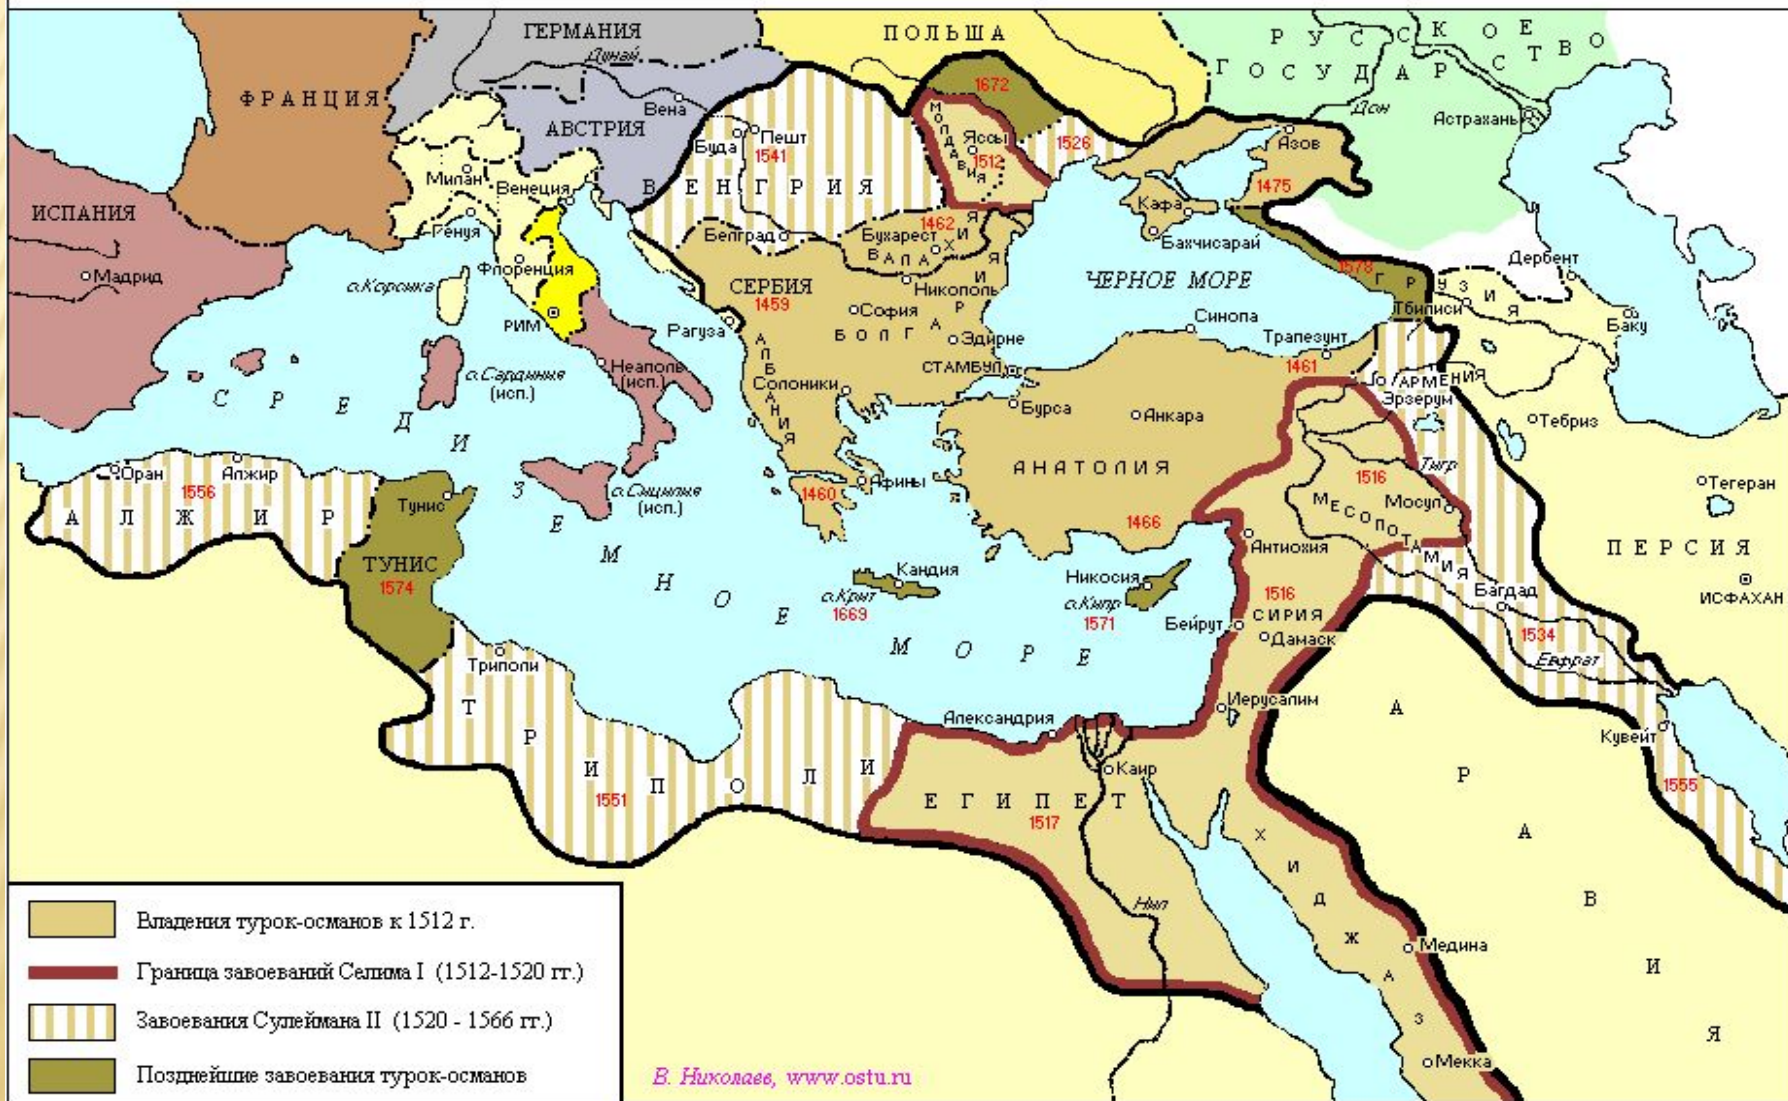 ГЕРМАНИЯ
Дунай
ПОЛЬША
РУССКОЕ
ГОСУДАРСТВО
ФРАНЦИЯ
Вена
АВСТРИЯ
1672
Дон
Астрахань
МОЛДАВИЯ
Яссы
1512
1526
Азов
1475
Буда
Пешт
1541
ВЕНГРИЯ
Милан
Венеция
ИСПАНИЯ
Генуя
Кафа
Бахчисарай
1462
Белград
Бухарест
ВАЛАХИЯ
Мадрид
Флоренция
о.Корсика
СЕРБИЯ
1459
Никополь
ЧЕРНОЕ МОРЕ
1578
ГРУЗИЯ
Дербент
Тбилиси
Баку
РИМ
Рагуза
София
БОЛГАРИЯ
Эдирне
Синопа
Трапезунт
1461
АЛБАНИЯ
СТАМБУЛ
Неаполь
(исп.)
о.Сардиния
(исп.)
Солоники
Бурса
Анкара
АРМЕНИЯ
Эрзерум
Тебриз
СРЕДИЗЕМНОЕ МОРЕ
АНАТОЛИЯ
Тигр
1516
Мосул
МЕСОПОТАМИЯ
Тегеран
Оран
Алжир
1556
АЛЖИР
Тунис
о.Сицилия
(исп.)
1460
Афины
1466
Антиохия
ПЕРСИЯ
ТУНИС
1574
Кандия
о.Крит
1669
Никосия
о.Кипр
1571
1516
СИРИЯ
Бейрут
Дамаск
Багдад
1534
Евфрат
ИСФАХАН
Триполи
ТРИПОЛИ
1551
Александрия
Иерусалим
Кувейт
1555
Каир
ЕГИПЕТ
1517
АРАВИЯ
ХИДЖАЗ
Нил
Медина
Мекка
Владения турок-османов к 1512 г.
Граница завоеваний Селима I (1512-1520 гг.)
Завоевания Сулеймана II (1520 - 1566 гг.)
Позднейшие завоевания турок-османов
В. Николаев, www.ostu.ru